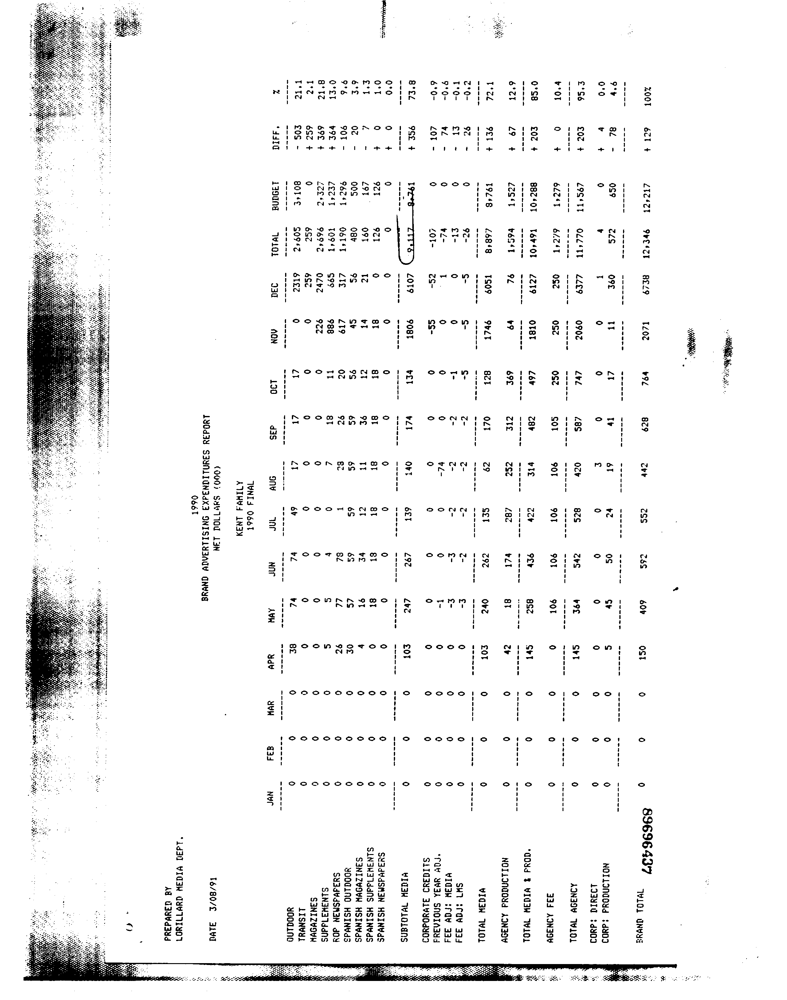 1990
BRAND ADVERTISING EXPENDITURES REPORT
NET DOLLARS (000)
PREPARED BY
LORILLARD MEDIA DEPT.
KENT FAMILY
1990 FINAL
DATE 3/08/91
JAN FEB MAR APR MAY JUN JUL AUG SEP OCT NOV DEC TOTAL BUDGET DIFF. %
OUTDOOR 0 0 0 38 74 74 49 17 17 17 0 2319 2,605 3,108 - 503 21.1
TRANSIT 0 0 0 0 0 0 0 0 0 0 0 259 259 0 + 259 2.1
MAGAZINES 0 0 0 0 0 0 0 0 0 0 226 2470 2,696 2,327 + 369 21.8
SUPPLEMENTS 0 0 0 5 5 4 0 7 18 11 886 665 1,601 1,237 + 364 13.0
ROP NEWSPAPERS 0 0 0 26 77 78 1 28 26 20 617 317 1,190 1,296 - 106 9.6
SPANISH OUTDOOR 0 0 0 30 57 59 59 59 59 56 45 56 480 500 - 20 3.9
SPANISH MAGAZINES 0 0 0 4 16 34 12 11 36 12 14 21 160 167 - 7 1.3
SPANISH SUPPLEMENTS 0 0 0 0 18 18 18 18 18 18 18 0 126 126 + 0 1.0
SPANISH NEWSPAPERS 0 0 0 0 0 0 0 0 0 0 0 0 0 0 + 0 0.0
SUBTOTAL MEDIA 0 0 0 103 247 267 139 140 174 134 1806 6107 9,117 8,761 + 356 73.8
CORPORATE CREDITS 0 0 0 0 0 0 0 0 0 0 -55 -52 -107 0 - 107 -0.9
PREVIOUS YEAR ADJ. 0 0 0 0 -1 0 0 -74 0 0 0 1 -74 0 - 74 -0.6
FEE ADJ: MEDIA 0 0 0 0 -3 -3 -2 -2 -2 -1 0 0 -13 0 - 13 -0.1
FEE ADJ: LMS 0 0 0 0 -3 -2 -2 -2 -2 -5 -5 -5 -26 0 - 26 -0.2
TOTAL MEDIA 0 0 0 103 240 262 135 62 170 128 1746 6051 8,897 8,761 + 136 72.1
AGENCY PRODUCTION 0 0 0 42 18 174 287 252 312 369 64 76 1,594 1,527 + 67 12.9
TOTAL MEDIA & PROD. 0 0 0 145 258 436 422 314 482 497 1810 6127 10,491 10,288 + 203 85.0
AGENCY FEE 0 0 0 0 106 106 106 106 105 250 250 250 1,279 1,279 + 0 10.4
TOTAL AGENCY 0 0 0 145 364 542 528 420 587 747 2060 6377 11,770 11,567 + 203 95.3
CORP: DIRECT 0 0 0 0 0 0 0 3 0 0 0 1 4 0 + 4 0.0
CORP: PRODUCTION 0 0 0 5 45 50 24 19 41 17 11 360 572 650 - 78 4.6
BRAND TOTAL 0 0 0 150 409 592 552 442 628 764 2071 6738 12,346 12,217 + 129 100%
89696437